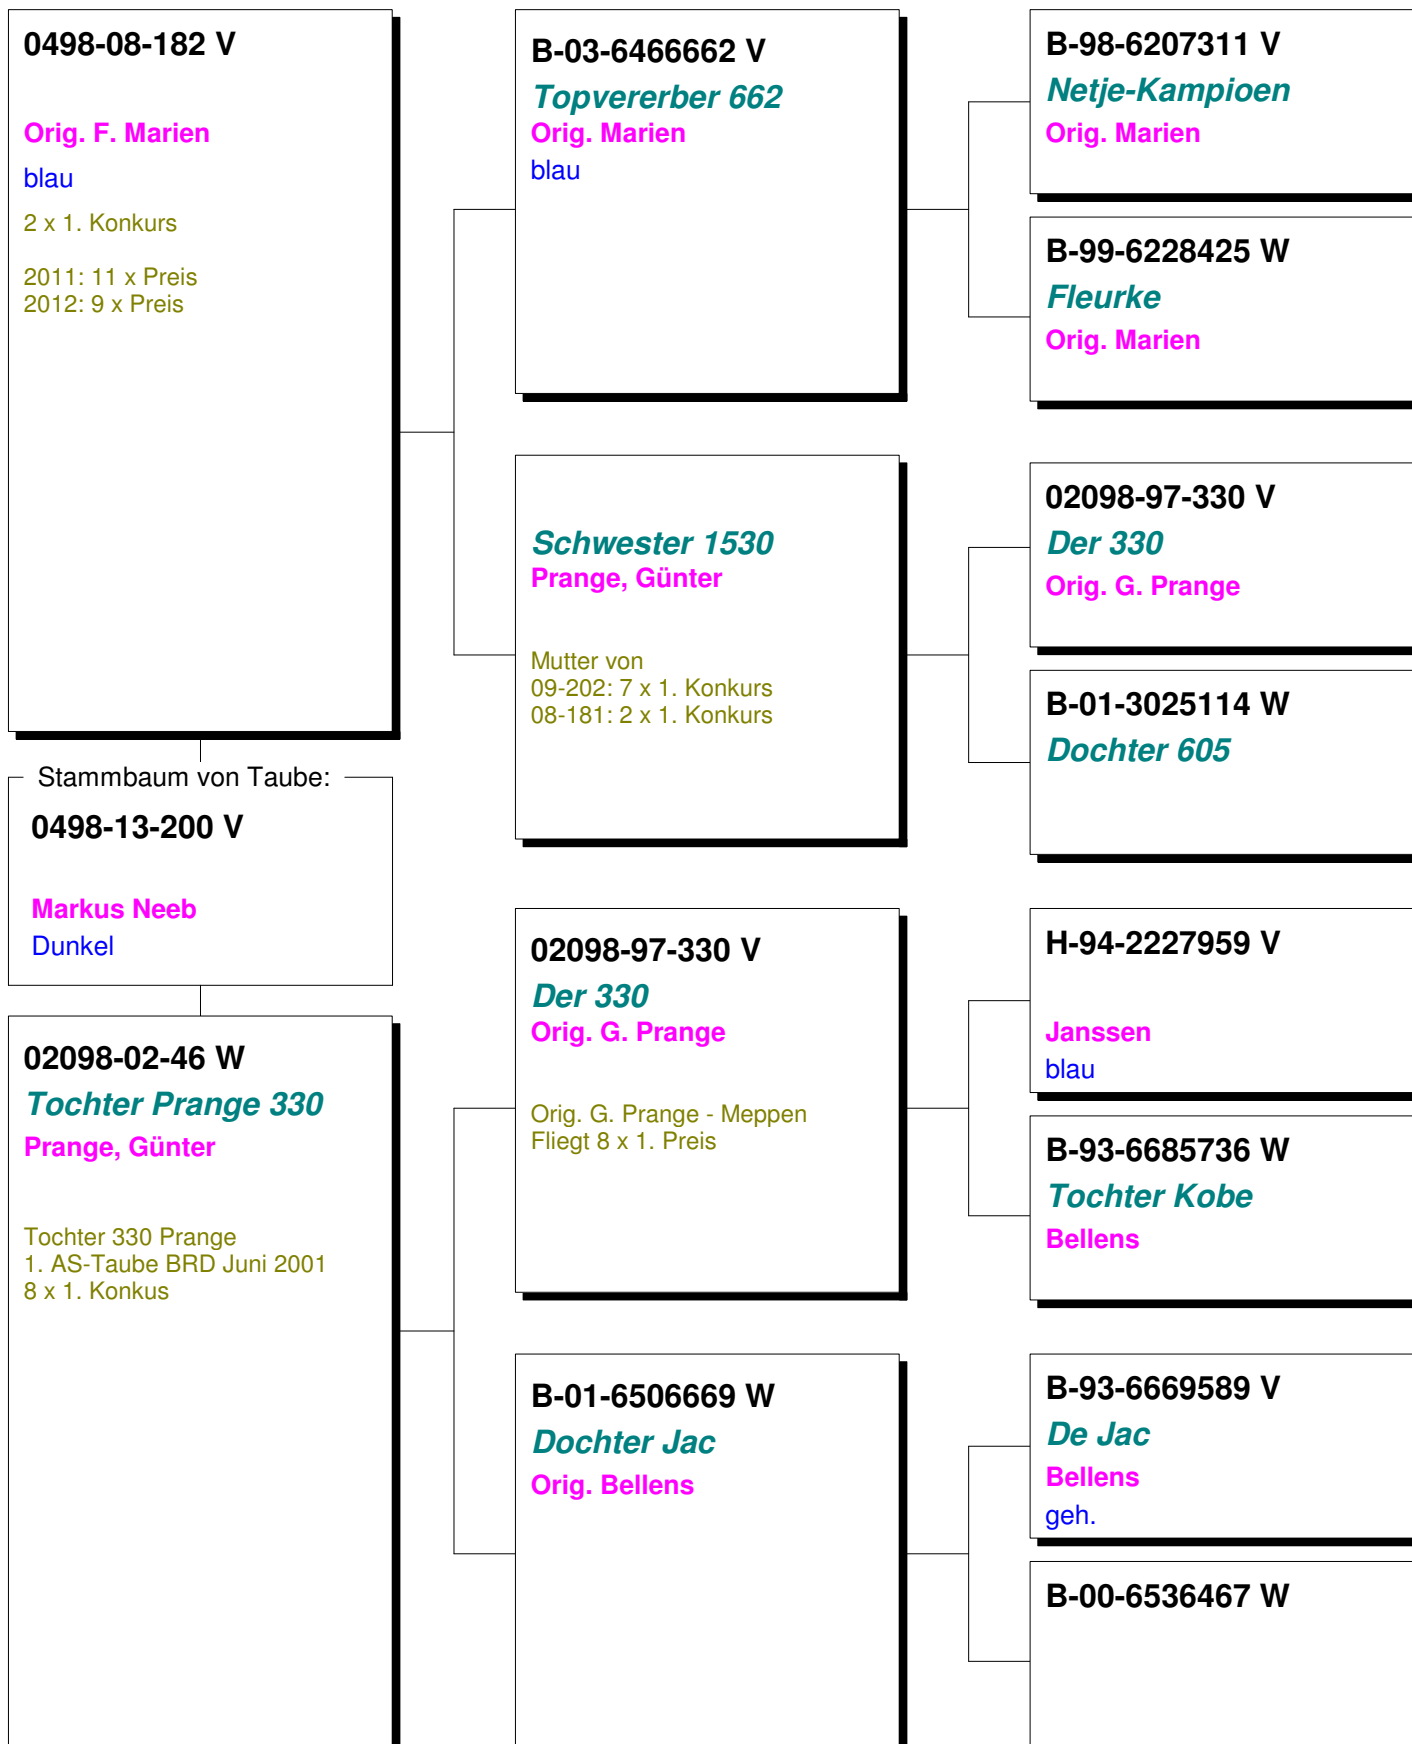 0498-08-182 V
Orig. F. Marien
blau
2 x 1. Konkurs
2011: 11 x Preis
2012: 9 x Preis
Stammbaum von Taube:
0498-13-200 V
Markus Neeb
Dunkel
02098-02-46 W
Tochter Prange 330
Prange, Günter
Tochter 330 Prange
1. AS-Taube BRD Juni 2001
8 x 1. Konkus
B-03-6466662 V
Topvererber 662
Orig. Marien
blau
Schwester 1530
Prange, Günter
Mutter von
09-202: 7 x 1. Konkurs
08-181: 2 x 1. Konkurs
02098-97-330 V
Der 330
Orig. G. Prange
Orig. G. Prange - Meppen
Fliegt 8 x 1. Preis
B-01-6506669 W
Dochter Jac
Orig. Bellens
B-98-6207311 V
Netje-Kampioen
Orig. Marien
B-99-6228425 W
Fleurke
Orig. Marien
02098-97-330 V
Der 330
Orig. G. Prange
B-01-3025114 W
Dochter 605
H-94-2227959 V
Janssen
blau
B-93-6685736 W
Tochter Kobe
Bellens
B-93-6669589 V
De Jac
Bellens
geh.
B-00-6536467 W